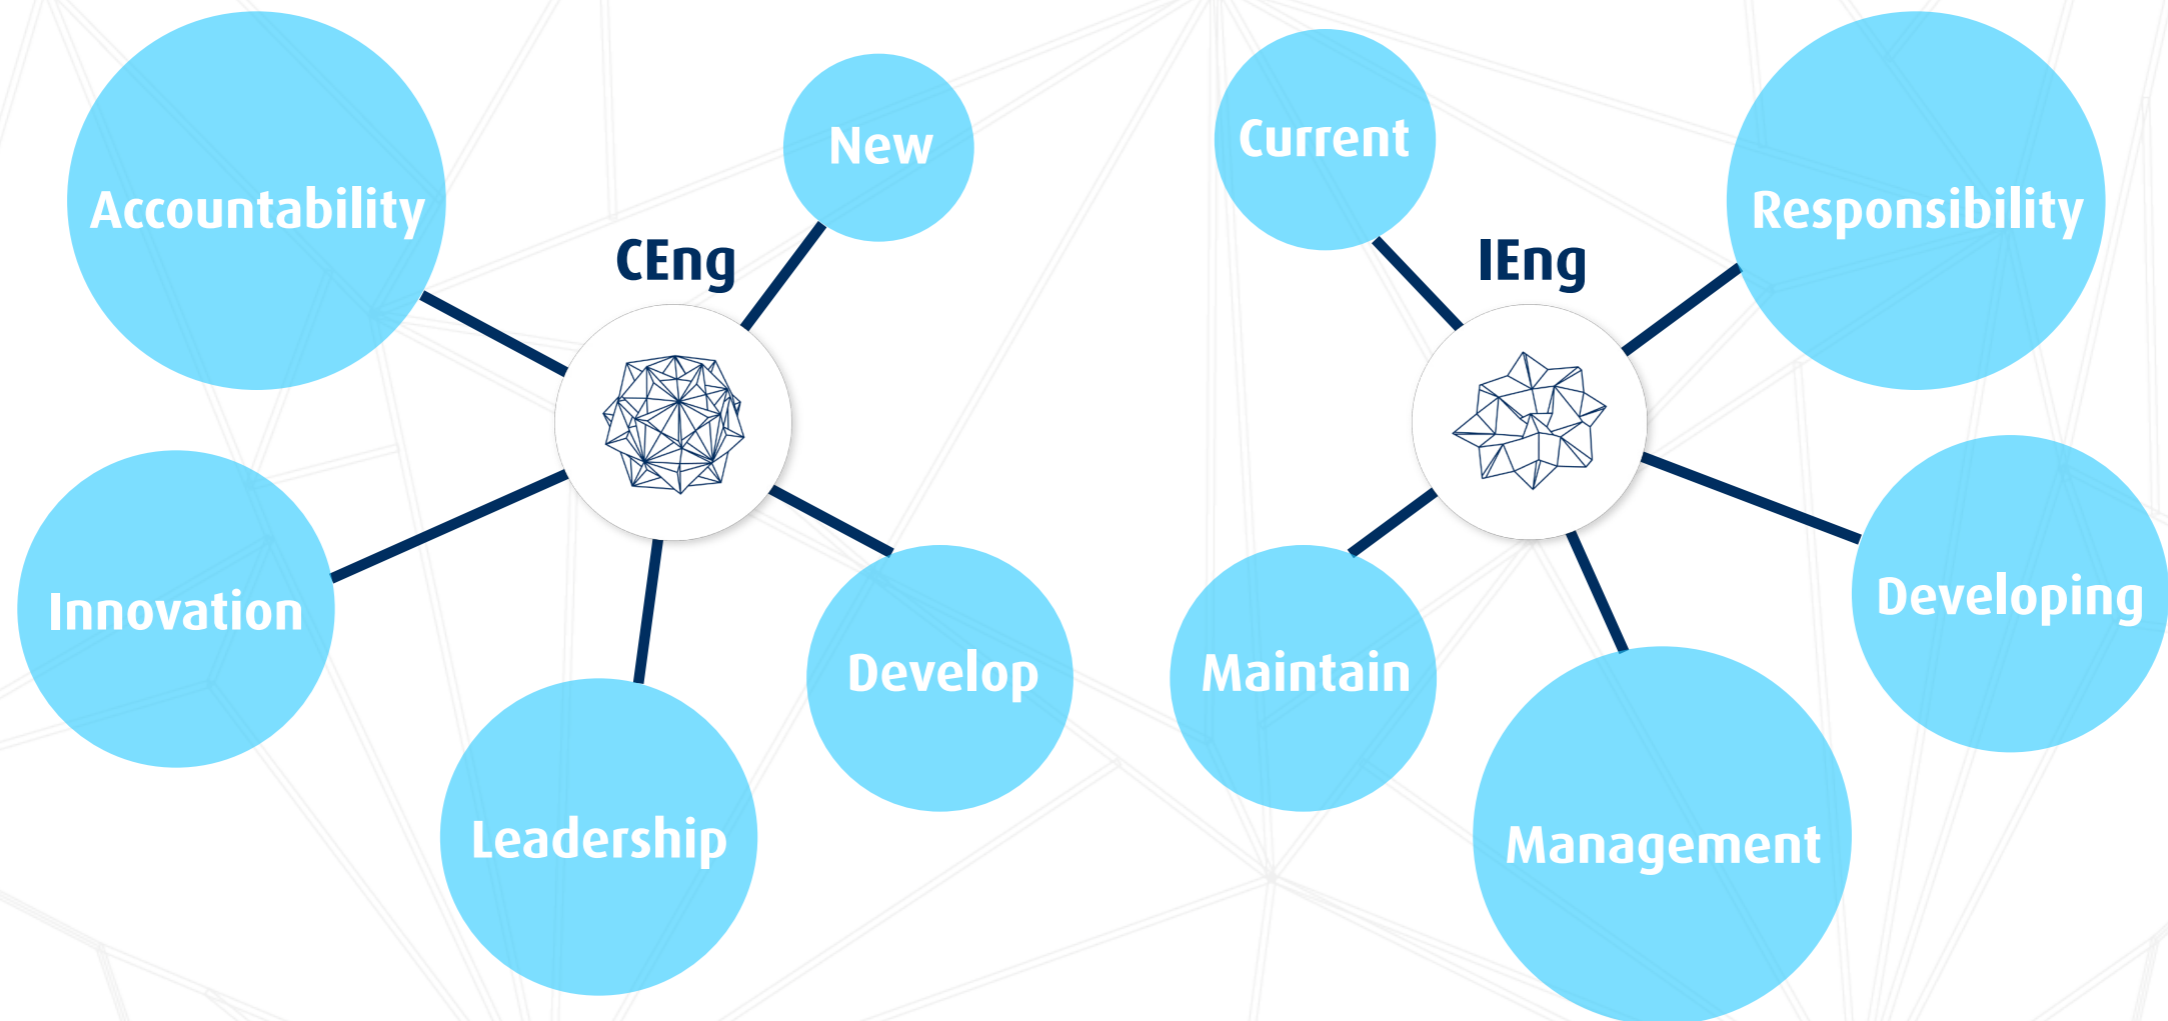 Accountability
New
CEng
Innovation
Leadership
Develop
Current
Responsibility
IEng
Maintain
Developing
Management